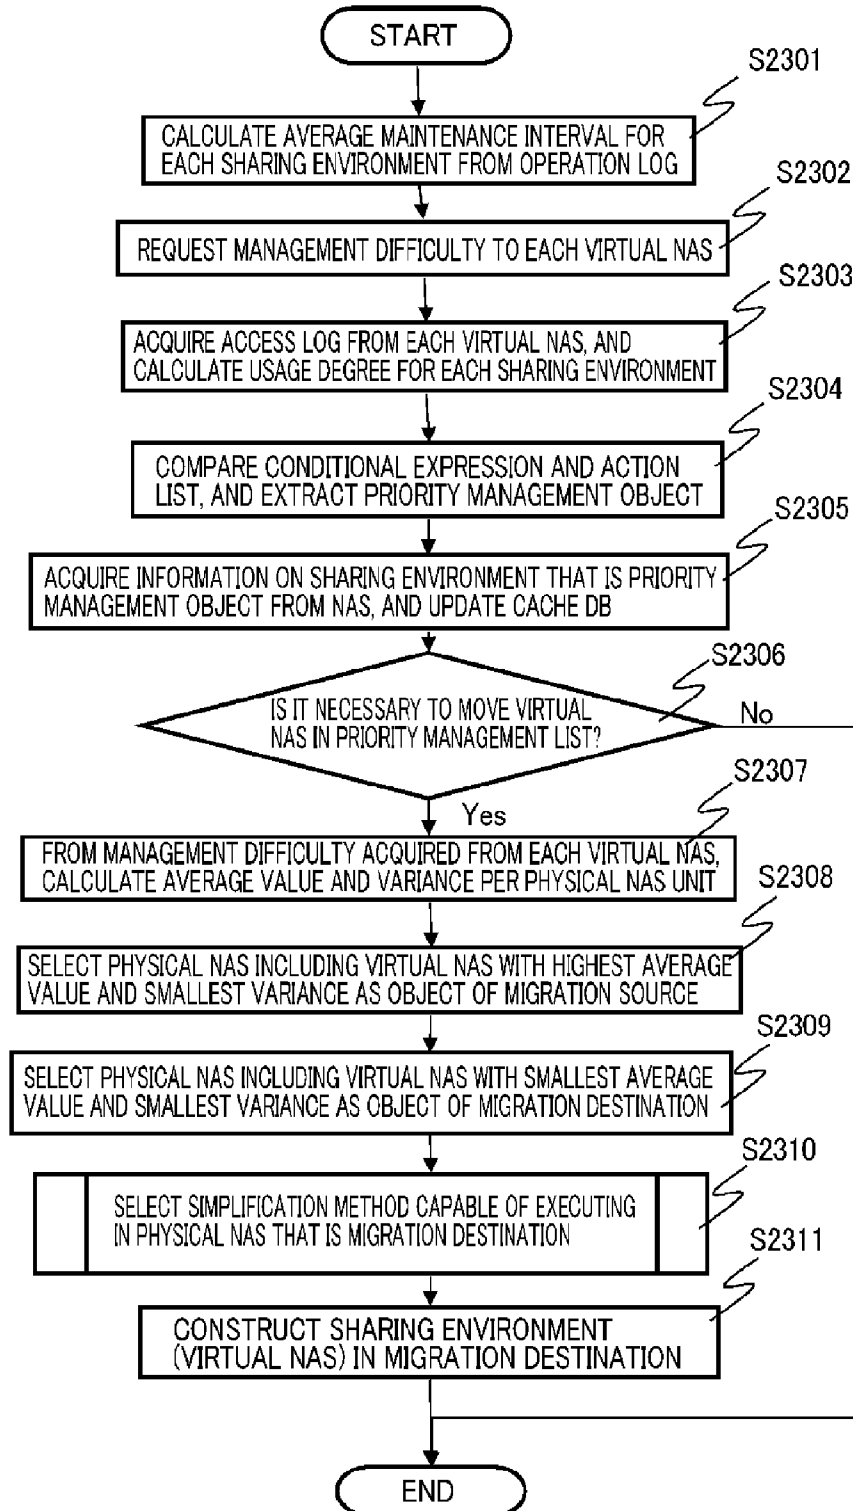 START
S2301
CALCULATE AVERAGE MAINTENANCE INTERVAL FOR
EACH SHARING ENVIRONMENT FROM OPERATION LOG
S2302
REQUEST MANAGEMENT DIFFICULTY TO EACH VIRTUAL NAS
S2303
ACQUIRE ACCESS LOG FROM EACH VIRTUAL NAS, AND
CALCULATE USAGE DEGREE FOR EACH SHARING ENVIRONMENT
S2304
COMPARE CONDITIONAL EXPRESSION AND ACTION
LIST, AND EXTRACT PRIORITY MANAGEMENT OBJECT
S2305
ACQUIRE INFORMATION ON SHARING ENVIRONMENT THAT IS PRIORITY
MANAGEMENT OBJECT FROM NAS, AND UPDATE CACHE DB
S2306
IS IT NECESSARY TO MOVE VIRTUAL
NAS IN PRIORITY MANAGEMENT LIST?
No
Yes
S2307
FROM MANAGEMENT DIFFICULTY ACQUIRED FROM EACH VIRTUAL NAS,
CALCULATE AVERAGE VALUE AND VARIANCE PER PHYSICAL NAS UNIT
S2308
SELECT PHYSICAL NAS INCLUDING VIRTUAL NAS WITH HIGHEST AVERAGE
VALUE AND SMALLEST VARIANCE AS OBJECT OF MIGRATION SOURCE
S2309
SELECT PHYSICAL NAS INCLUDING VIRTUAL NAS WITH SMALLEST AVERAGE
VALUE AND SMALLEST VARIANCE AS OBJECT OF MIGRATION DESTINATION
S2310
SELECT SIMPLIFICATION METHOD CAPABLE OF EXECUTING
IN PHYSICAL NAS THAT IS MIGRATION DESTINATION
S2311
CONSTRUCT SHARING ENVIRONMENT
(VIRTUAL NAS) IN MIGRATION DESTINATION
END